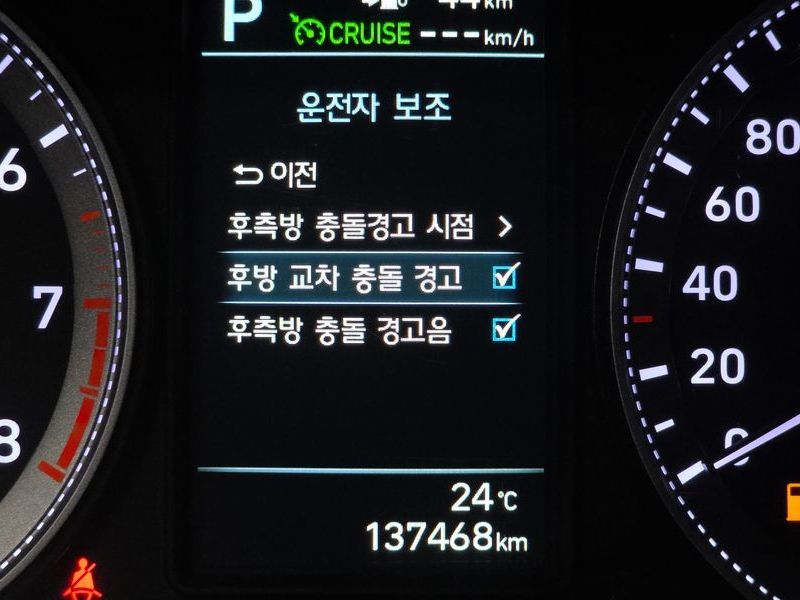 P
km
CRUISE ---km/h
운전자 보조
이전
후측방 충돌경고 시점 >
후방 교차 충돌 경고
후측방 충돌 경고음
24°C
137468km
6
7
8
80
60
40
20
0